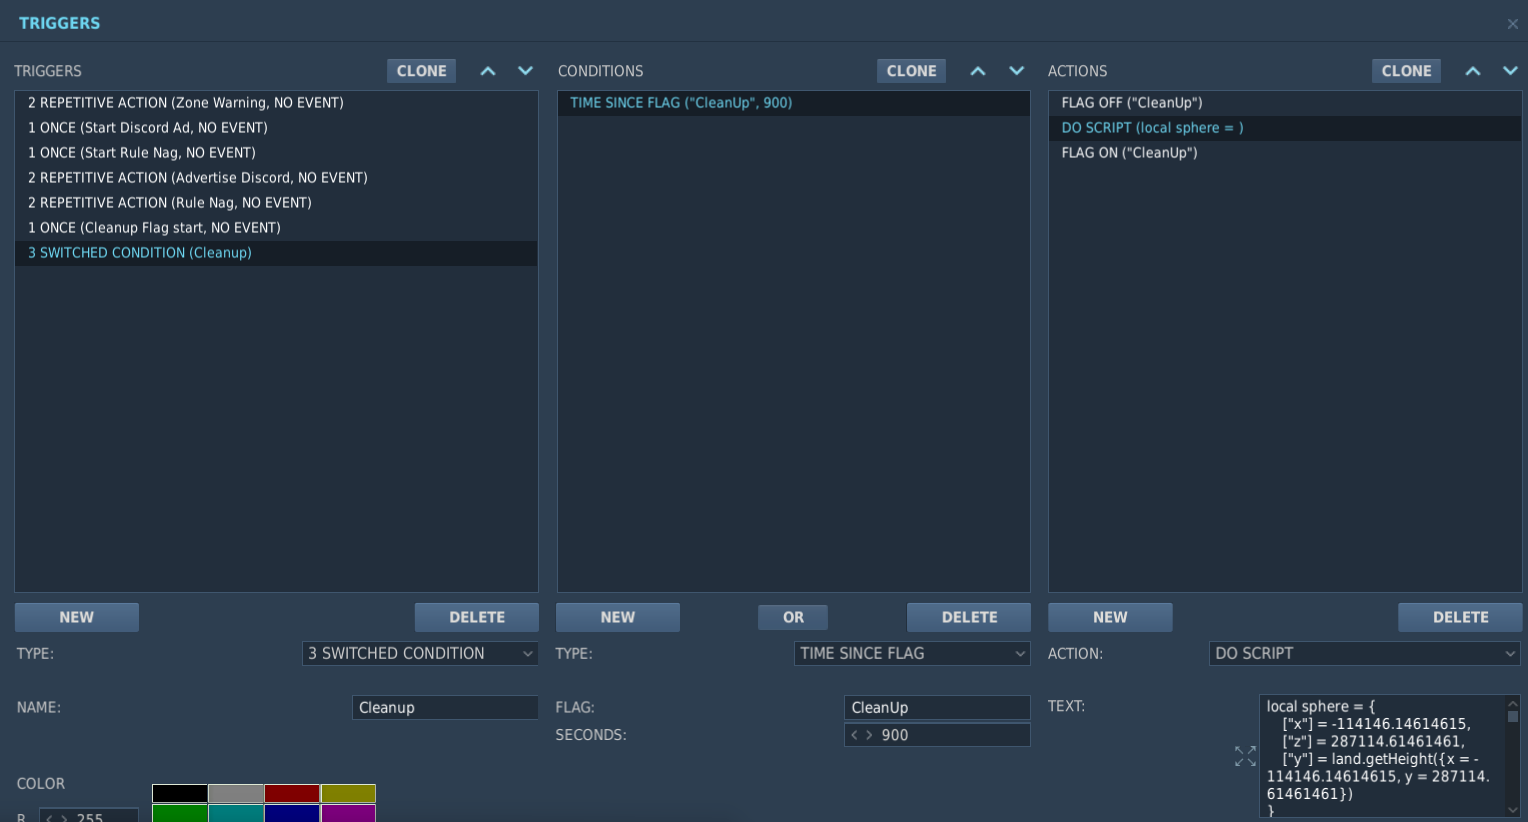 TRIGGERS
TRIGGERS CLONE
2 REPETITIVE ACTION (Zone Warning, NO EVENT)
1 ONCE (Start Discord Ad, NO EVENT)
1 ONCE (Start Rule Nag, NO EVENT)
2 REPETITIVE ACTION (Advertise Discord, NO EVENT)
2 REPETITIVE ACTION (Rule Nag, NO EVENT)
1 ONCE (Cleanup Flag start, NO EVENT)
3 SWITCHED CONDITION (Cleanup)
NEW DELETE
TYPE: 3 SWITCHED CONDITION
NAME: Cleanup
COLOR
R 255
CONDITIONS CLONE
TIME SINCE FLAG ("CleanUp", 900)
NEW OR DELETE
TYPE: TIME SINCE FLAG
FLAG: CleanUp
SECONDS: 900
ACTIONS CLONE
FLAG OFF ("CleanUp")
DO SCRIPT (local sphere = )
FLAG ON ("CleanUp")
NEW DELETE
ACTION: DO SCRIPT
TEXT: local sphere = {
["x"] = -114146.14614615,
["z"] = 287114.61461461,
["y"] = land.getHeight({x = -
114146.14614615, y = 287114.
61461461})
}